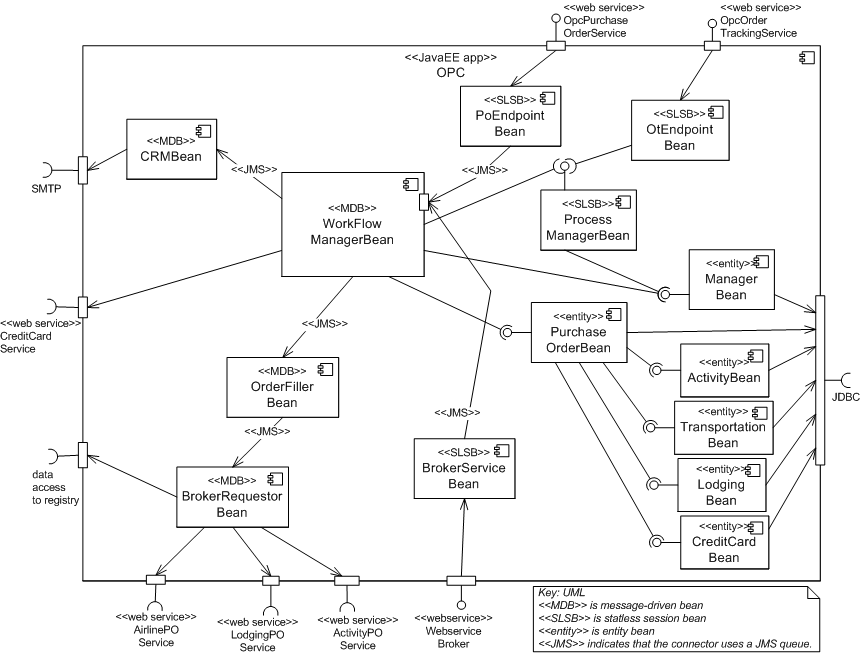 <<web service>>
OpcPurchase
OrderService
<<web service>>
OpcOrder
TrackingService
<<JavaEE app>>
OPC
<<SLSB>>
PoEndpoint
Bean
<<SLSB>>
OtEndpoint
Bean
<<MDB>>
CRMBean
SMTP
<<JMS>>
<<JMS>>
<<MDB>>
WorkFlow
ManagerBean
<<SLSB>>
Process
ManagerBean
<<entity>>
Manager
Bean
<<web service>>
CreditCard
Service
<<JMS>>
<<entity>>
Purchase
OrderBean
<<entity>>
ActivityBean
JDBC
<<MDB>>
OrderFiller
Bean
<<entity>>
Transportation
Bean
<<JMS>>
<<JMS>>
<<SLSB>>
BrokerService
Bean
<<entity>>
Lodging
Bean
data
access
to registry
<<MDB>>
BrokerRequestor
Bean
<<entity>>
CreditCard
Bean
<<web service>>
AirlinePO
Service
<<web service>>
LodgingPO
Service
<<web service>>
ActivityPO
Service
<<webservice>>
Webservice
Broker
Key: UML
<<MDB>> is message-driven bean
<<SLSB>> is statless session bean
<<entity>> is entity bean
<<JMS>> indicates that the connector uses a JMS queue.